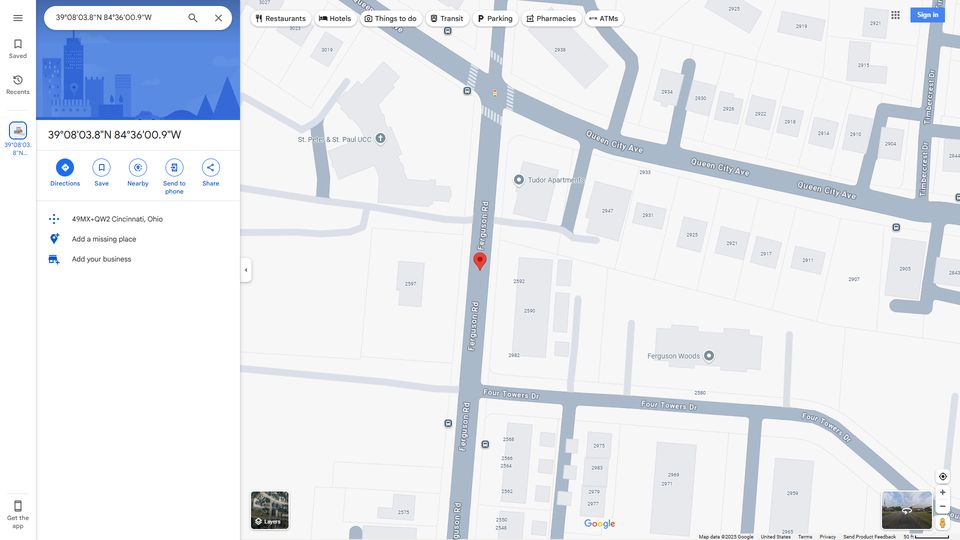 39°08'03.8"N 84°36'00.9"W
Saved
Recents
39°08'03.
8"N...
Get the
app
39°08'03.8"N 84°36'00.9"W
Directions
Save
Nearby
Send to
phone
Share
49MX+QW2 Cincinnati, Ohio
Add a missing place
Add your business
Restaurants
Hotels
Things to do
Transit
Parking
Pharmacies
ATMs
Sign in
3023
3019
2938
2925
2921
2915
2934
2930
2926
2922
2918
2914
2910
2904
Timbercrest Dr
Timbercrest Dr
St. Peter & St. Paul UCC
Queen City Ave
Queen City Ave
Queen City Ave
2933
Tudor Apartments
2947
2931
2925
2921
2917
2911
2907
2905
Ferguson Rd
Ferguson Rd
Ferguson Rd
2597
2592
2590
2982
Ferguson Woods
2580
Four Towers Dr
Four Towers Dr
Four Towers Dr
2568
2566
2564
2562
2550
2548
2575
2975
2983
2979
2977
2969
2971
2959
2965
Layers
Google
Map data ©2025 Google United States Terms Privacy Send Product Feedback 50 ft